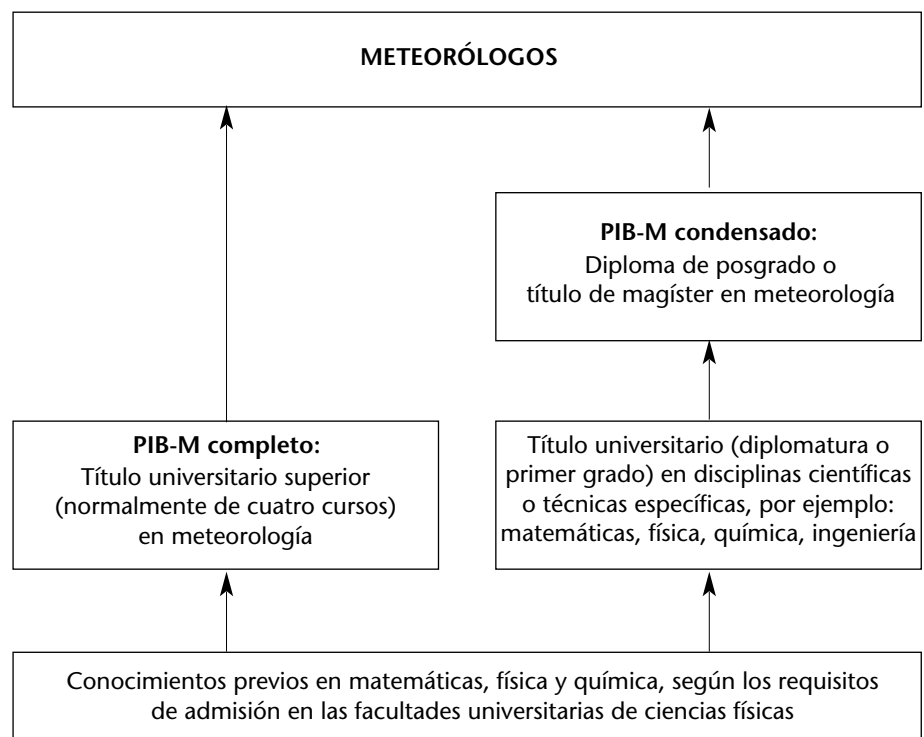 METEORÓLOGOS
PIB-M condensado:
Diploma de posgrado o
título de magíster en meteorología
PIB-M completo:
Título universitario superior
(normalmente de cuatro cursos)
en meteorología
Título universitario (diplomatura o
primer grado) en disciplinas científicas
o técnicas específicas, por ejemplo:
matemáticas, física, química, ingeniería
Conocimientos previos en matemáticas, física y química, según los requisitos
de admisión en las facultades universitarias de ciencias físicas